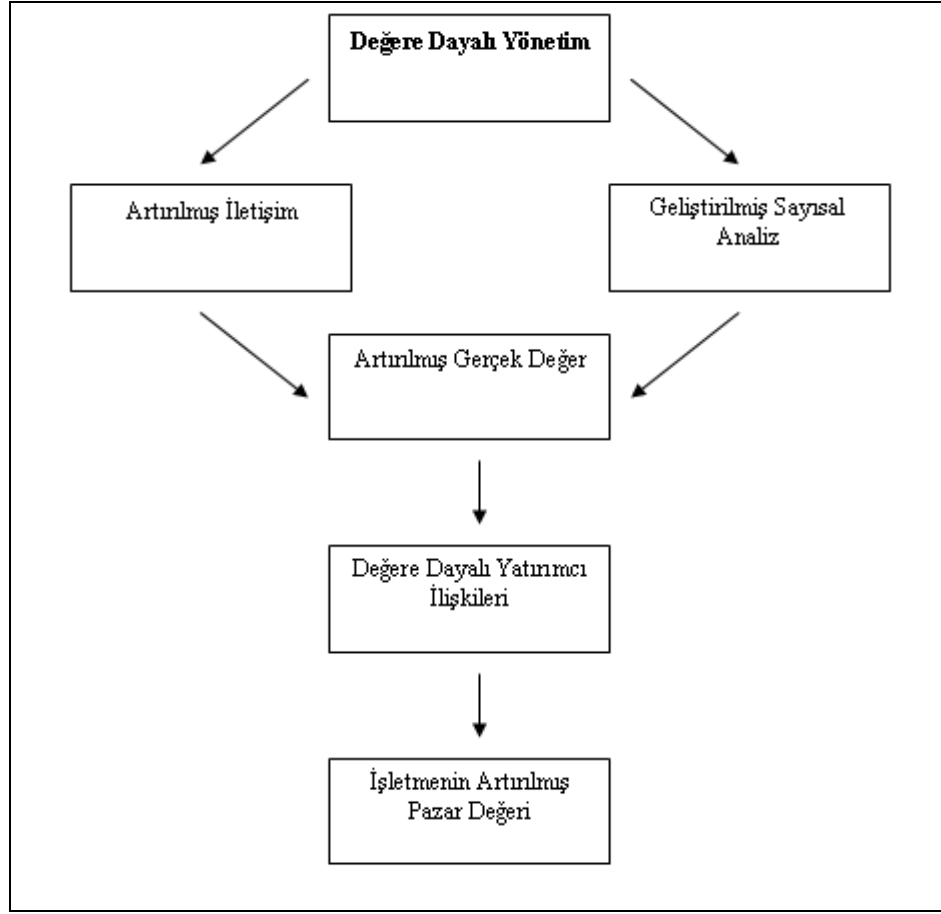 Değere Dayalı Yönetim
Artırılmış İletişim
Geliştirilmiş Sayısal
Analiz
Artırılmış Gerçek Değer
Değere Dayalı Yatırımcı
İlişkileri
İşletmenin Artırılmış
Pazar Değeri